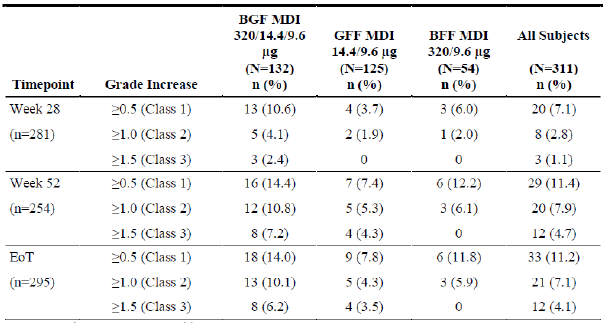 BGF MDI
320/14.4/9.6 GFF MDI BFF MDI All Subjects
µg 14.4/9.6 µg 320/9.6 µg
(N=132) (N=125) (N=54) (N=311)
Timepoint Grade Increase n (%) n (%) n (%) n (%)
Week 28 ≥0.5 (Class 1) 13 (10.6) 4 (3.7) 3 (6.0) 20 (7.1)
(n=281) ≥1.0 (Class 2) 5 (4.1) 2 (1.9) 1 (2.0) 8 (2.8)
≥1.5 (Class 3) 3 (2.4) 0 0 3 (1.1)
Week 52 ≥0.5 (Class 1) 16 (14.4) 7 (7.4) 6 (12.2) 29 (11.4)
(n=254) ≥1.0 (Class 2) 12 (10.8) 5 (5.3) 3 (6.1) 20 (7.9)
≥1.5 (Class 3) 8 (7.2) 4 (4.3) 0 12 (4.7)
EoT ≥0.5 (Class 1) 18 (14.0) 9 (7.8) 6 (11.8) 33 (11.2)
(n=295) ≥1.0 (Class 2) 13 (10.1) 5 (4.3) 3 (5.9) 21 (7.1)
≥1.5 (Class 3) 8 (6.2) 4 (3.5) 0 12 (4.1)